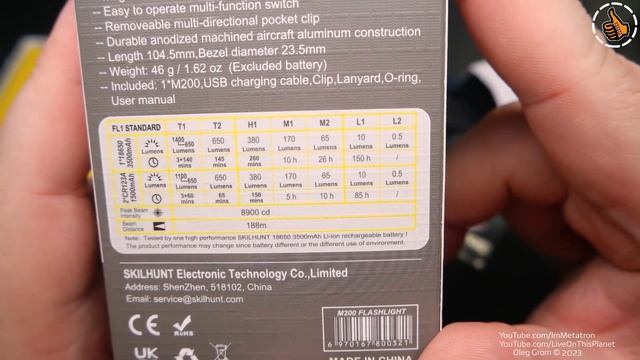 -- Easy to operate multi-function switch
-- Removeable multi-directional pocket clip
-- Durable anodized machined aircraft aluminum construction
-- Length 104.5mm,Bezel diameter 23.5mm
-- Weight: 46 g / 1.62 oz (Excluded battery)
-- Included: 1*M200,USB charging cable,Clip,Lanyard,O-ring,
User manual
FL1 STANDARD T1 T2 H1 M1 M2 L1 L2
1*18650 3500mAh
1400 650 Lumens 650 Lumens 380 Lumens 170 Lumens 65 Lumens 10 Lumens 0.5 Lumens
3+140 mins 145 mins 260 mins 10 h 26 h 150 h /
2*CR123A 1500mAh
1100 650 Lumens 650 Lumens 380 Lumens 170 Lumens 65 Lumens 10 Lumens 0.5 Lumens
3+60 mins 65 mins 150 mins 5 h 10 h 85 h /
Peak Beam Intensity 8900 cd
Beam Distance 188m
Note: Tested by one high performance SKILHUNT 18650 3500mAh Li-ion rechargeable battery !
The product performance may change since battery different or the different use of environment.
SKILHUNT Electronic Technology Co.,Limited
Address: ShenZhen, 518102, China
Email: service@skilhunt.com
M200 FLASHLIGHT
CE RoHS
6 970167 800321
UK
MADE IN CHINA
YouTube.com/ImMetatron
YouTube.com/LiveOnThisPlanet
Oleg Gram © 2023